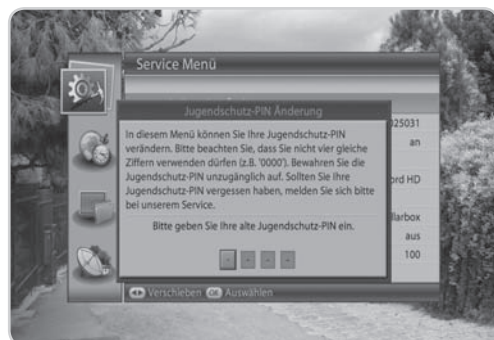 Service Menü
Jugendschutz-PIN Änderung
025031
In diesem Menü können Sie Ihre Jugendschutz-PIN
an
verändern. Bitte beachten Sie, dass Sie nicht vier gleiche
Ziffern verwenden dürfen (z.B. '0000'). Bewahren Sie die
Jugendschutz-PIN unzugänglich auf. Sollten Sie Ihre
ord HD
Jugendschutz-PIN vergessen haben, melden Sie sich bitte
bei unserem Service.
llarbox
Bitte geben Sie Ihre alte Jugendschutz-PIN ein.
aus
- - - -
100
Verschieben OK Auswählen